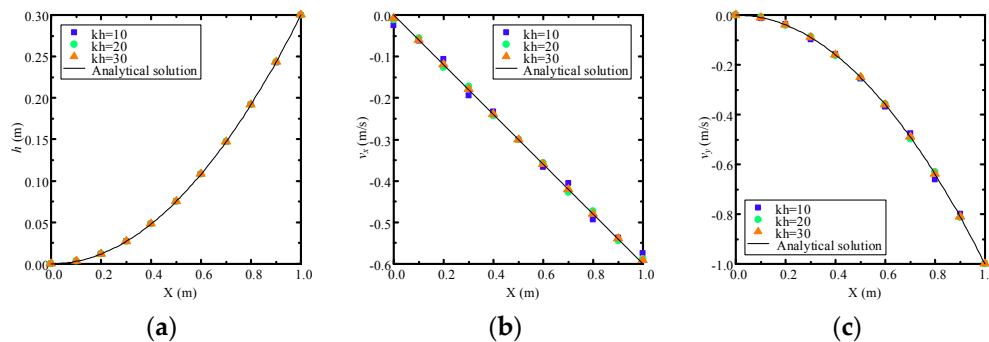 0.30
0.25
0.20
0.15
0.10
0.05
0.00
h (m)
kh=10
kh=20
kh=30
Analytical solution
0.0 0.2 0.4 0.6 0.8 1.0
X (m)
(a)
-0.0
-0.1
-0.2
-0.3
-0.4
-0.5
-0.6
vx (m/s)
kh=10
kh=20
kh=30
Analytical solution
0.0 0.2 0.4 0.6 0.8 1.0
X (m)
(b)
-0.0
-0.2
-0.4
-0.6
-0.8
-1.0
vy (m/s)
kh=10
kh=20
kh=30
Analytical solution
0.0 0.2 0.4 0.6 0.8 1.
X (m)
(c)